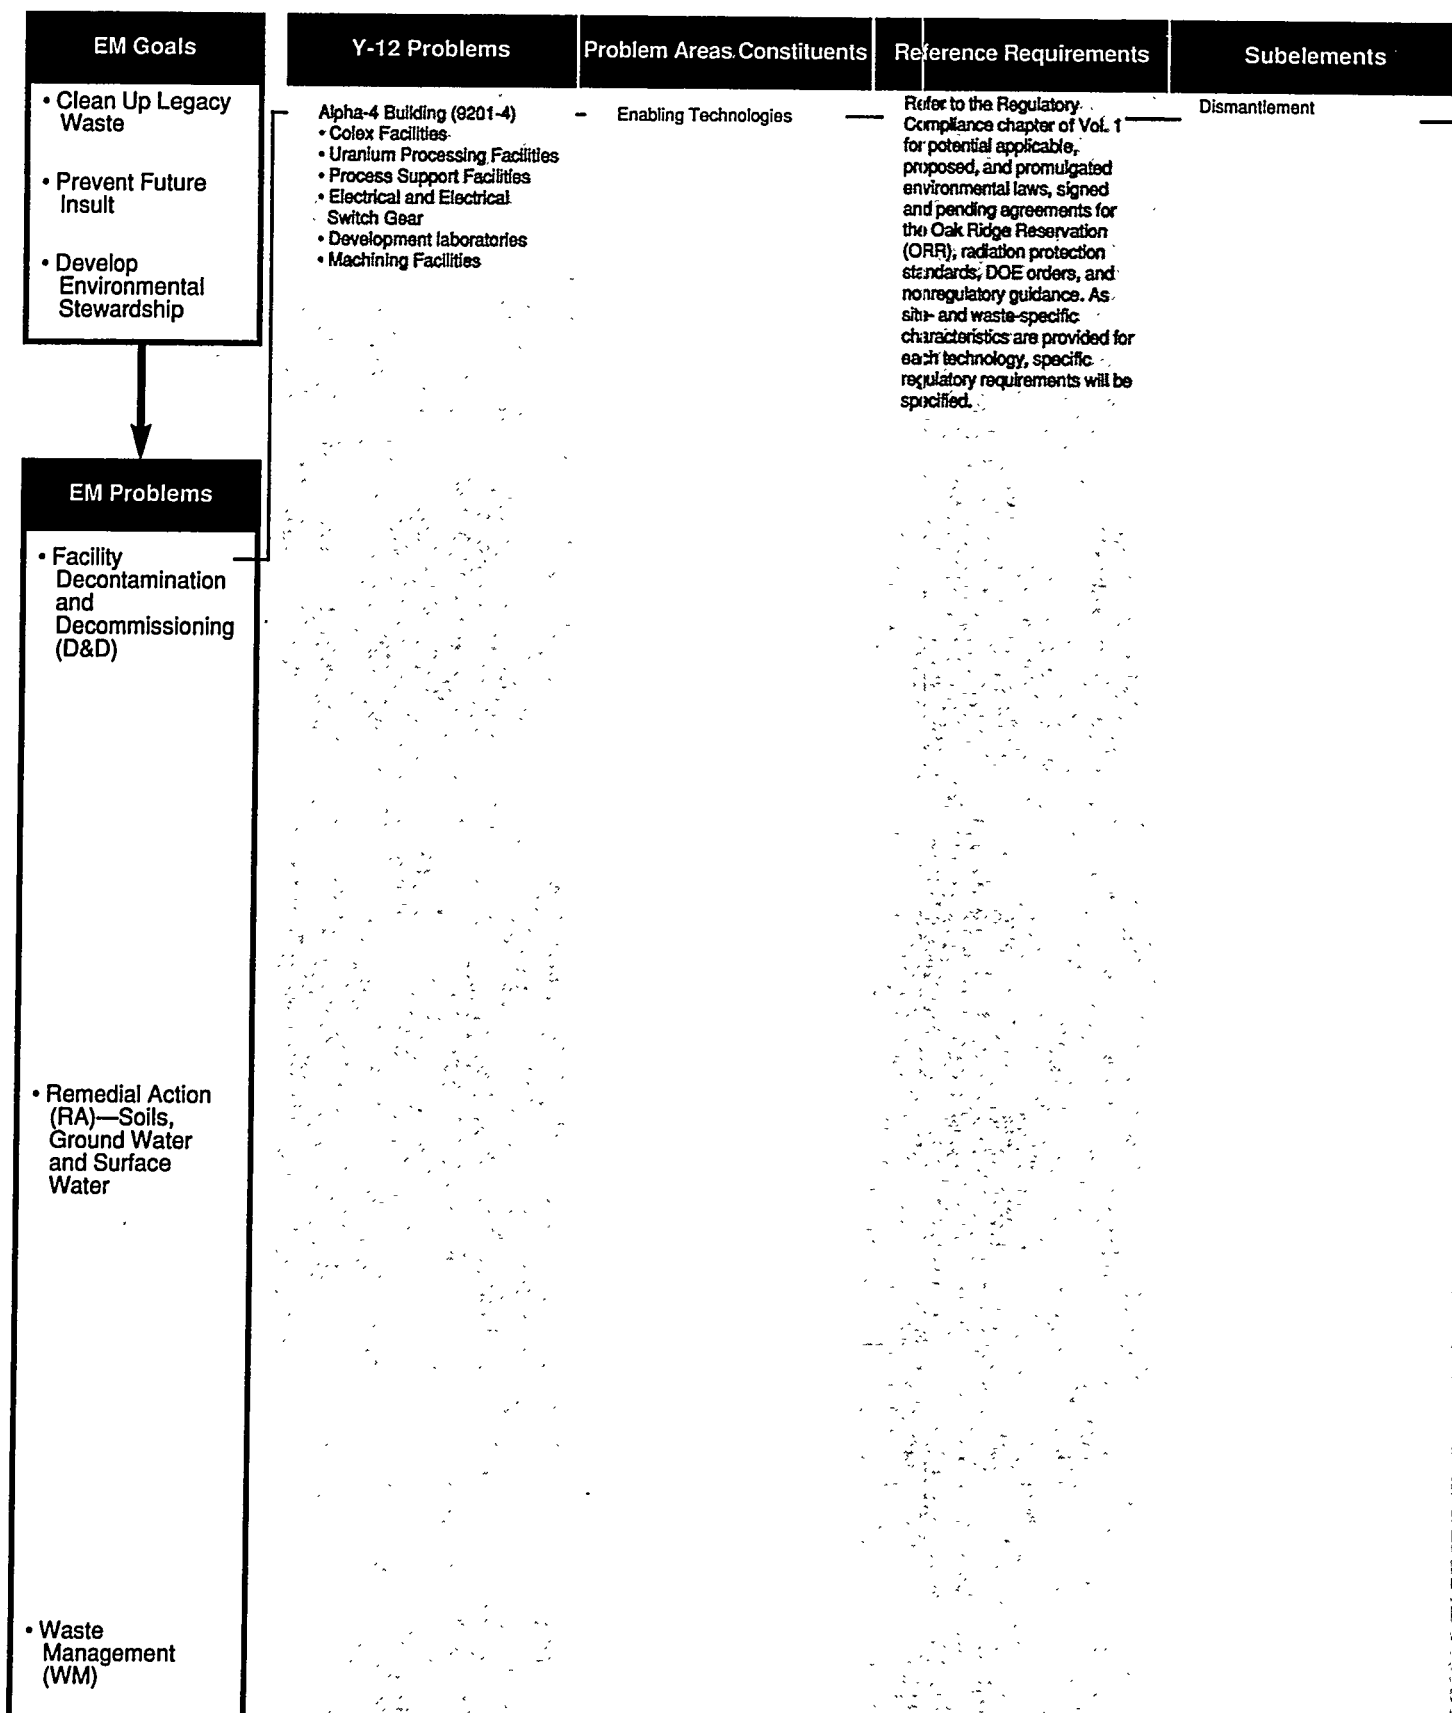 EM Goals
• Clean Up Legacy
Waste
• Prevent Future
Insult
• Develop
Environmental
Stewardship
EM Problems
• Facility
Decontamination
and
Decommissioning
(D&D)
• Remedial Action
(RA)—Soils,
Ground Water
and Surface
Water
• Waste
Management
(WM)
Y-12 Problems
Alpha-4 Building (9201-4)
• Colex Facilities
• Uranium Processing Facilities
• Process Support Facilities
• Electrical and Electrical
Switch Gear
• Development laboratories
• Machining Facilities
Problem Areas Constituents
Enabling Technologies
Reference Requirements
Refer to the Regulatory
Compliance chapter of Vol. 1
for potential applicable,
proposed, and promulgated
environmental laws, signed
and pending agreements for
the Oak Ridge Reservation
(ORR), radiation protection
standards, DOE orders, and
nonregulatory guidance. As
site- and waste-specific
characteristics are provided for
each technology, specific
regulatory requirements will be
specified.
Subelements
Dismantlement